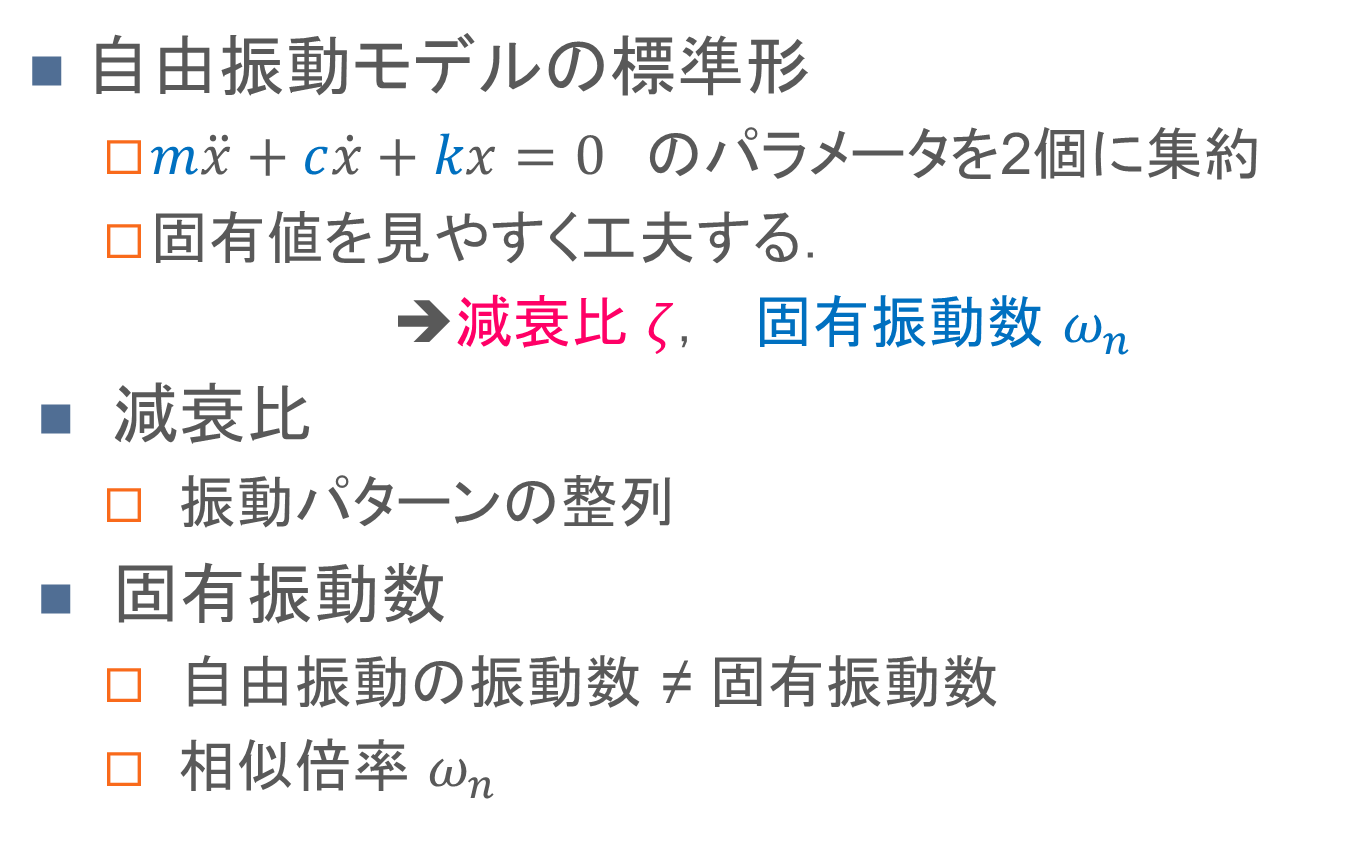 ■ 自由振動モデルの標準形
□mẍ + cẋ + kx = 0 のパラメータを2個に集約
□固有値を見やすく工夫する.
➔減衰比 ζ, 固有振動数 ωₙ
■ 減衰比
□ 振動パターンの整列
■ 固有振動数
□ 自由振動の振動数 ≠ 固有振動数
□ 相似倍率 ωₙ